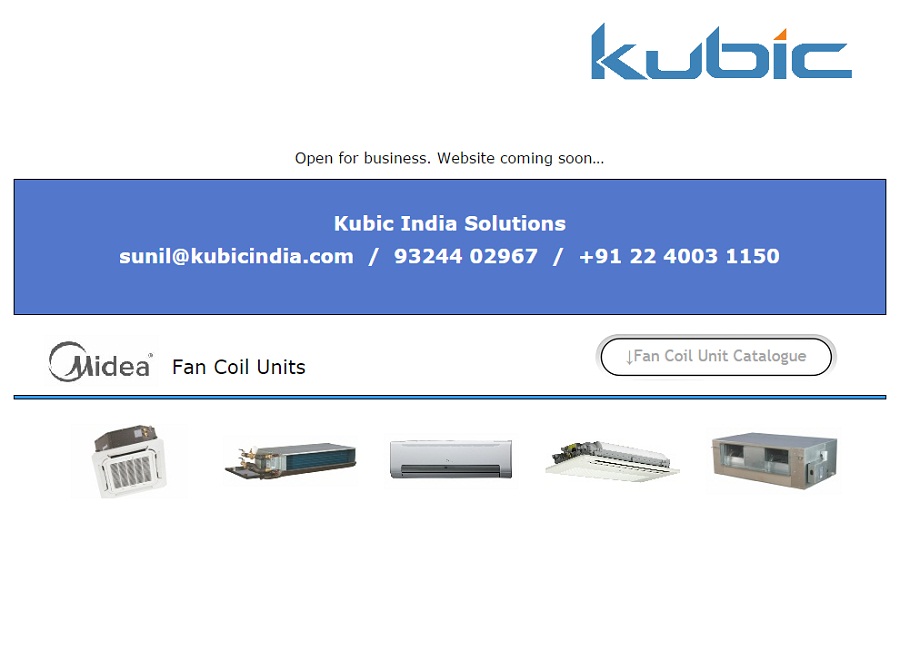 kubic
Open for business. Website coming soon...
Kubic India Solutions
sunil@kubicindia.com / 93244 02967 / +91 22 4003 1150
Midea® Fan Coil Units
↓Fan Coil Unit Catalogue